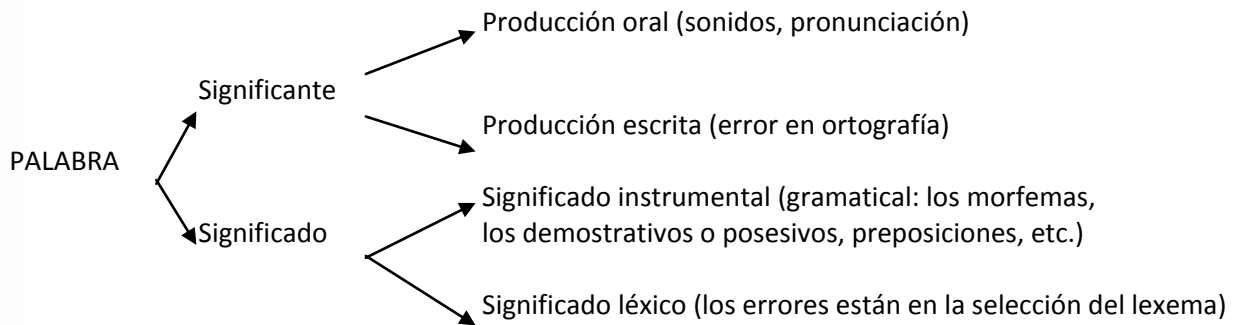 Producción oral (sonidos, pronunciación)
Significante
Producción escrita (error en ortografía)
PALABRA
Significado instrumental (gramatical: los morfemas,
Significado
los demostrativos o posesivos, preposiciones, etc.)
Significado léxico (los errores están en la selección del lexema)